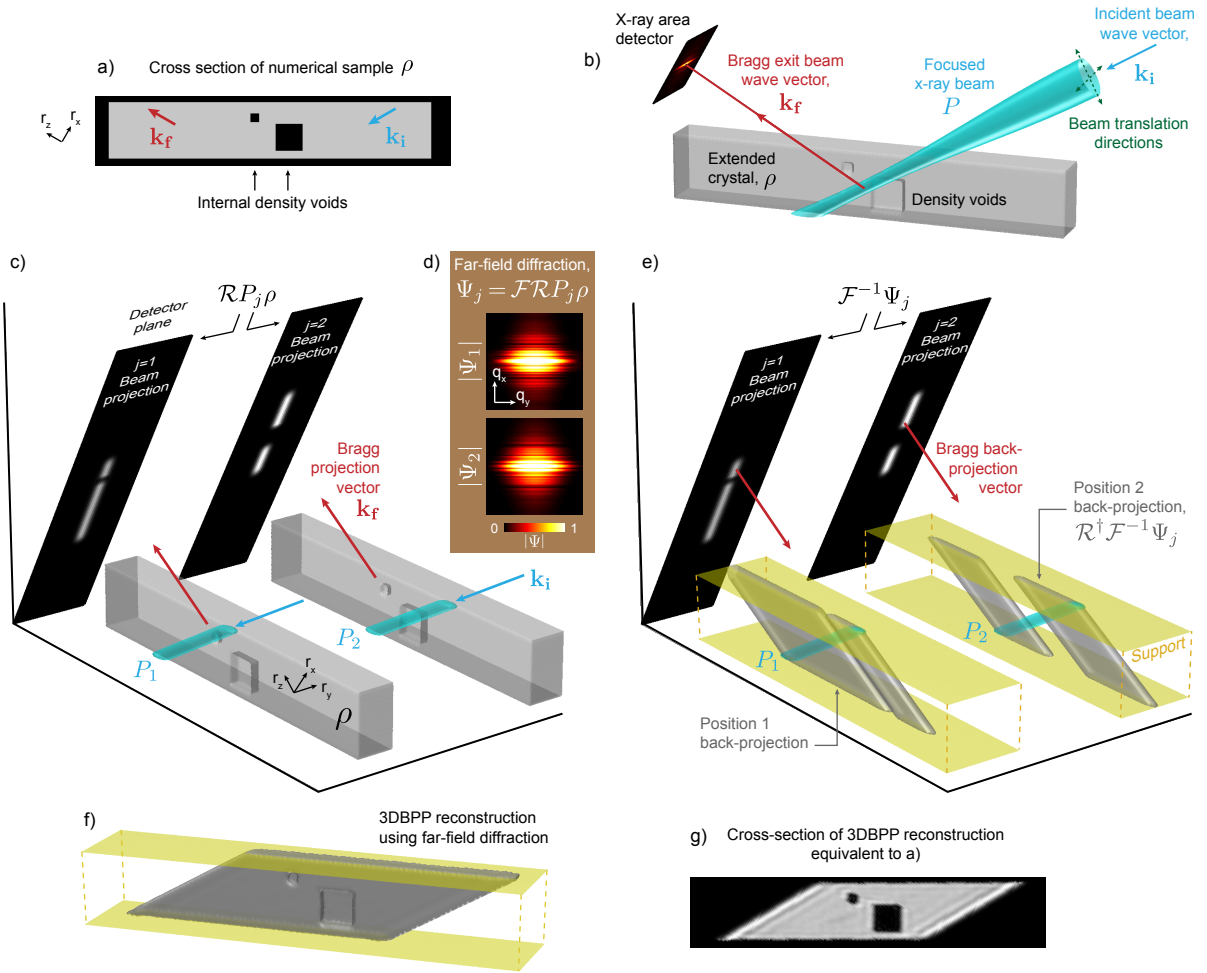 a) Cross section of numerical sample ρ
r_z r_x
k_f
k_i
Internal density voids
b)
X-ray area
detector
Bragg exit beam
wave vector,
k_f
Focused
x-ray beam
P
Incident beam
wave vector,
k_i
Beam translation
directions
Extended
crystal, ρ
Density voids
c)
Detector
plane
ℛP_jρ
j=1
Beam
projection
j=2
Beam
projection
Bragg
projection
vector
k_f
k_i
P_1
P_2
r_z r_x r_y
ρ
d)
Far-field diffraction,
Ψ_j = ℱℛP_jρ
|Ψ_1|
q_x
q_y
|Ψ_2|
0 1
|Ψ|
e)
ℱ^{-1}Ψ_j
j=1
Beam
projection
j=2
Beam
projection
Bragg back-
projection
vector
Position 2
back-projection,
ℛ^†ℱ^{-1}Ψ_j
P_1
P_2
Support
Position 1
back-projection
f)
3DBPP reconstruction
using far-field diffraction
g) Cross-section of 3DBPP reconstruction
equivalent to a)